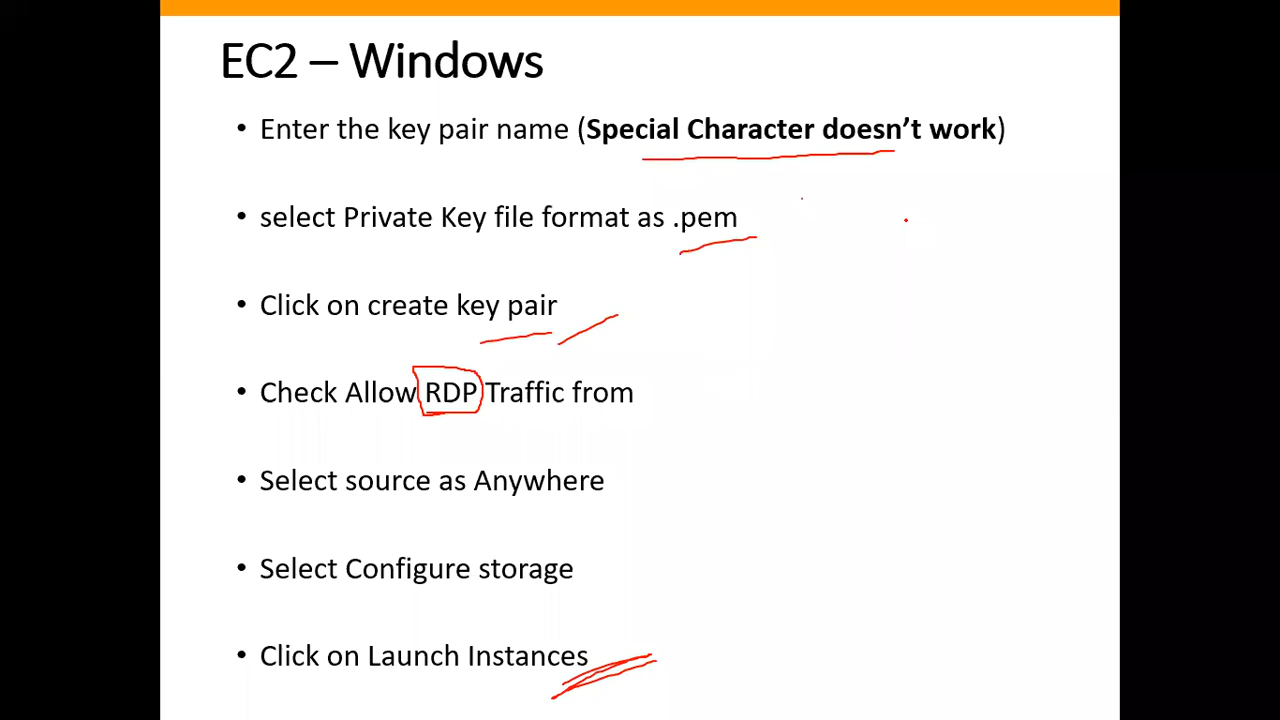 EC2 – Windows
• Enter the key pair name (Special Character doesn’t work)
• select Private Key file format as .pem
• Click on create key pair
• Check Allow RDP Traffic from
• Select source as Anywhere
• Select Configure storage
• Click on Launch Instances